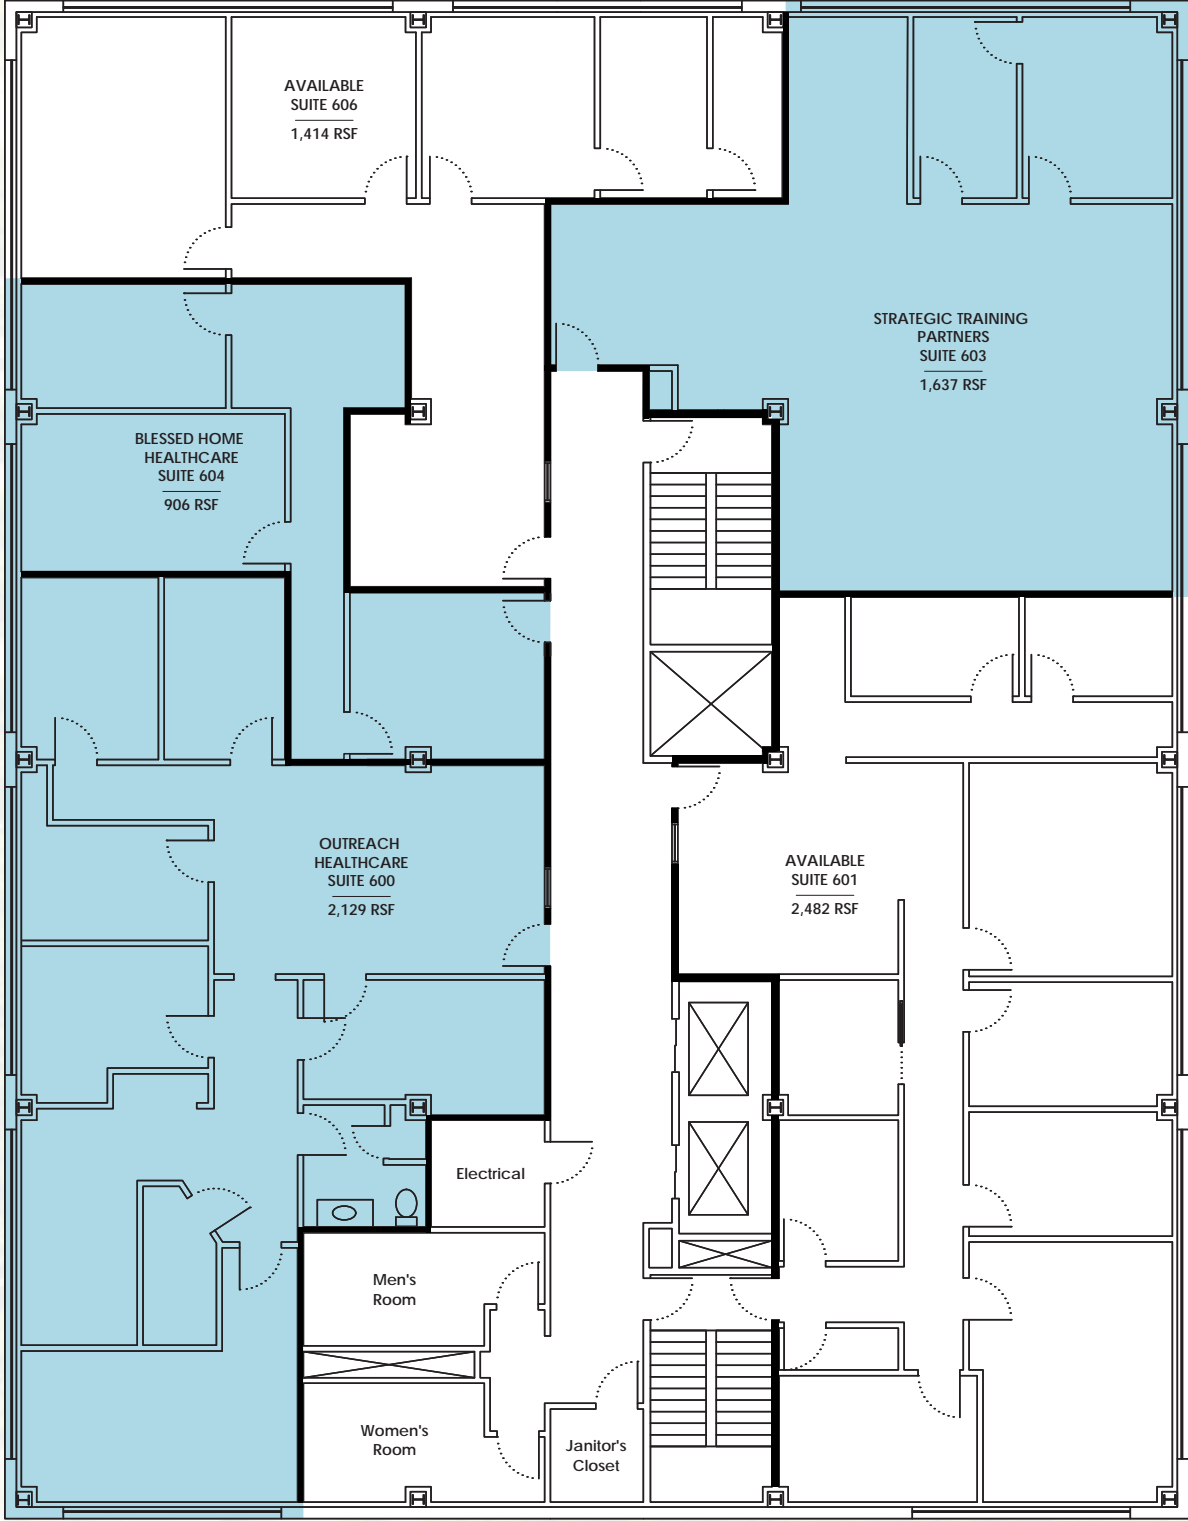 AVAILABLE
SUITE 606
1,414 RSF
STRATEGIC TRAINING
PARTNERS
SUITE 603
1,637 RSF
BLESSED HOME
HEALTHCARE
SUITE 604
906 RSF
OUTREACH
HEALTHCARE
SUITE 600
2,129 RSF
AVAILABLE
SUITE 601
2,482 RSF
Electrical
Men's
Room
Women's
Room
Janitor's
Closet